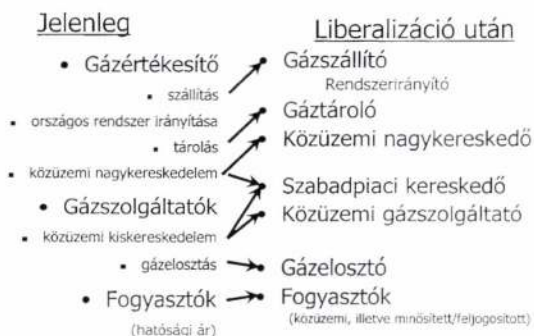 Jelenleg
• Gázértékesítő
▪ szállítás
▪ országos rendszer irányítása
▪ tárolás
▪ közüzemi nagykereskedelem
• Gázszolgáltatók
▪ közüzemi kiskereskedelem
▪ gázelosztás
• Fogyasztók
(hatósági ár)
Liberalizáció után
• Gázszállító
Rendszerirányító
• Gáztároló
• Közüzemi nagykereskedő
• Szabadpiaci kereskedő
• Közüzemi gázszolgáltató
• Gázelosztó
• Fogyasztók
(közüzemi, illetve minősített/feljogosított)